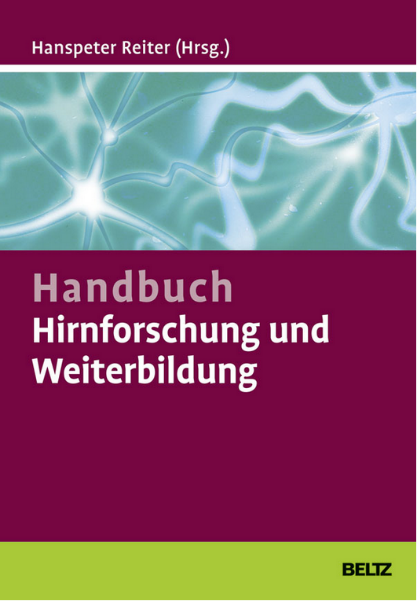 Hanspeter Reiter (Hrsg.)
Handbuch
Hirnforschung und
Weiterbildung
BELTZ